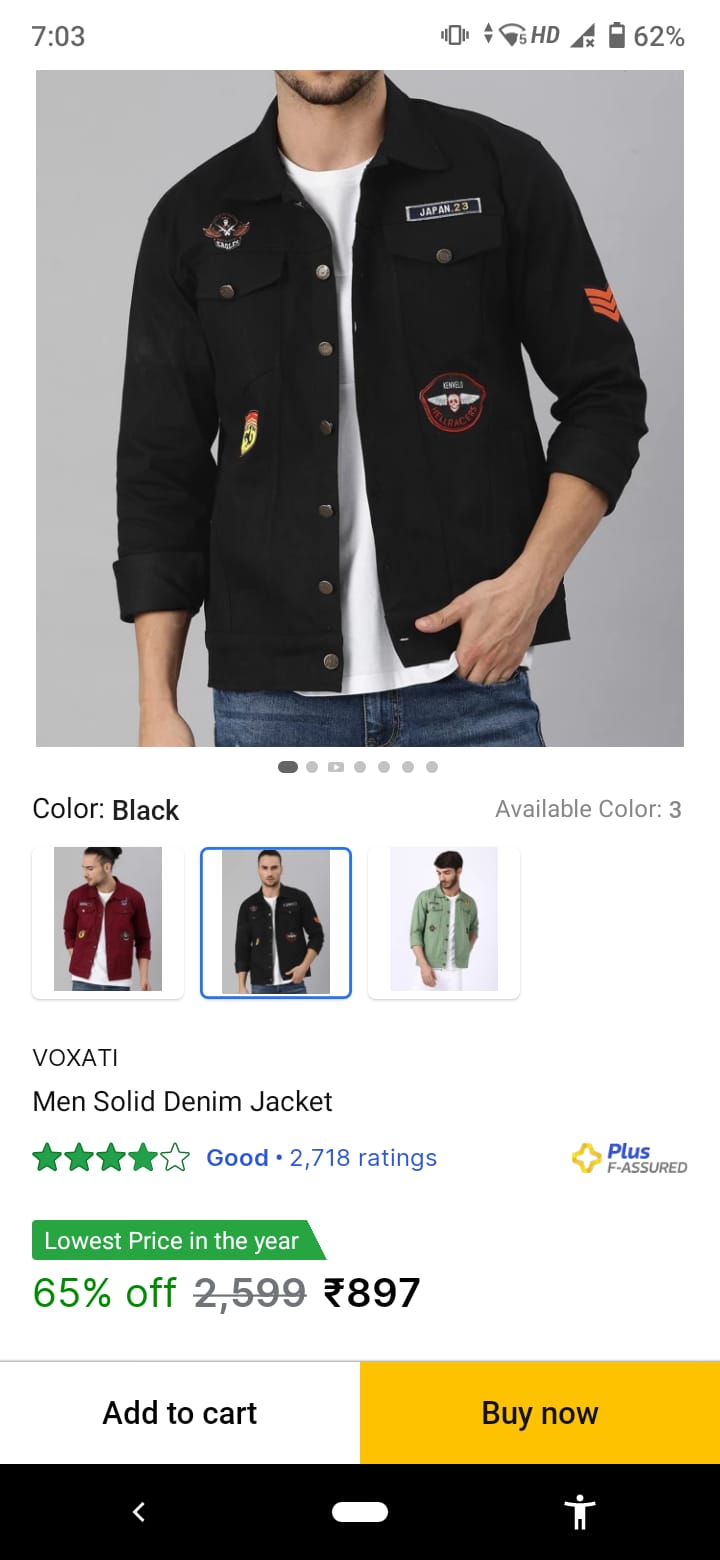 7:03
5 HD 62%
JAPAN.23
EAGLES
KENVELO
HELLRACERS
Color: Black
Available Color: 3
VOXATI
Men Solid Denim Jacket
Good • 2,718 ratings
Plus
F-ASSURED
Lowest Price in the year
65% off 2,599 ₹897
Add to cart
Buy now